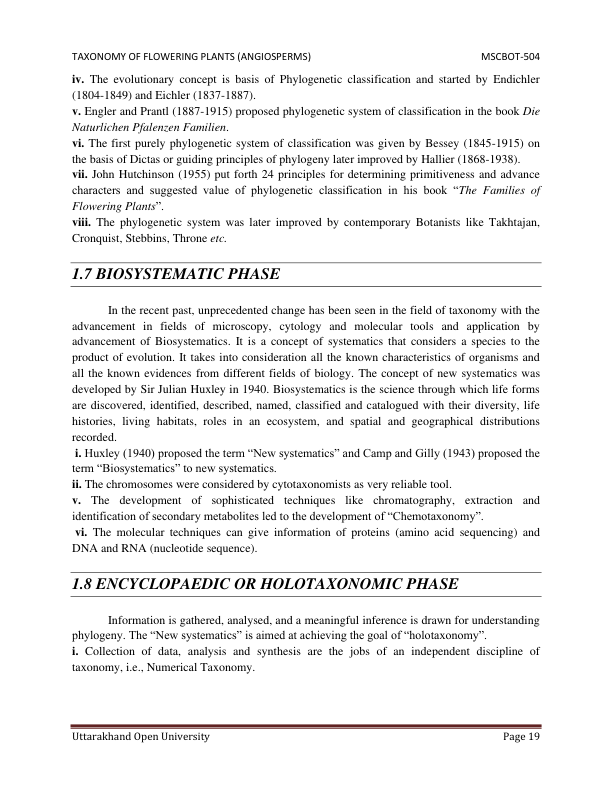 TAXONOMY OF FLOWERING PLANTS (ANGIOSPERMS) MSCBOT-504
iv. The evolutionary concept is basis of Phylogenetic classification and started by Endichler
(1804-1849) and Eichler (1837-1887).
v. Engler and Prantl (1887-1915) proposed phylogenetic system of classification in the book Die
Naturlichen Pfalenzen Familien.
vi. The first purely phylogenetic system of classification was given by Bessey (1845-1915) on
the basis of Dictas or guiding principles of phylogeny later improved by Hallier (1868-1938).
vii. John Hutchinson (1955) put forth 24 principles for determining primitiveness and advance
characters and suggested value of phylogenetic classification in his book “The Families of
Flowering Plants”.
viii. The phylogenetic system was later improved by contemporary Botanists like Takhtajan,
Cronquist, Stebbins, Throne etc.
1.7 BIOSYSTEMATIC PHASE
In the recent past, unprecedented change has been seen in the field of taxonomy with the
advancement in fields of microscopy, cytology and molecular tools and application by
advancement of Biosystematics. It is a concept of systematics that considers a species to the
product of evolution. It takes into consideration all the known characteristics of organisms and
all the known evidences from different fields of biology. The concept of new systematics was
developed by Sir Julian Huxley in 1940. Biosystematics is the science through which life forms
are discovered, identified, described, named, classified and catalogued with their diversity, life
histories, living habitats, roles in an ecosystem, and spatial and geographical distributions
recorded.
i. Huxley (1940) proposed the term “New systematics” and Camp and Gilly (1943) proposed the
term “Biosystematics” to new systematics.
ii. The chromosomes were considered by cytotaxonomists as very reliable tool.
v. The development of sophisticated techniques like chromatography, extraction and
identification of secondary metabolites led to the development of “Chemotaxonomy”.
vi. The molecular techniques can give information of proteins (amino acid sequencing) and
DNA and RNA (nucleotide sequence).
1.8 ENCYCLOPAEDIC OR HOLOTAXONOMIC PHASE
Information is gathered, analysed, and a meaningful inference is drawn for understanding
phylogeny. The “New systematics” is aimed at achieving the goal of “holotaxonomy”.
i. Collection of data, analysis and synthesis are the jobs of an independent discipline of
taxonomy, i.e., Numerical Taxonomy.
Uttarakhand Open University Page 19